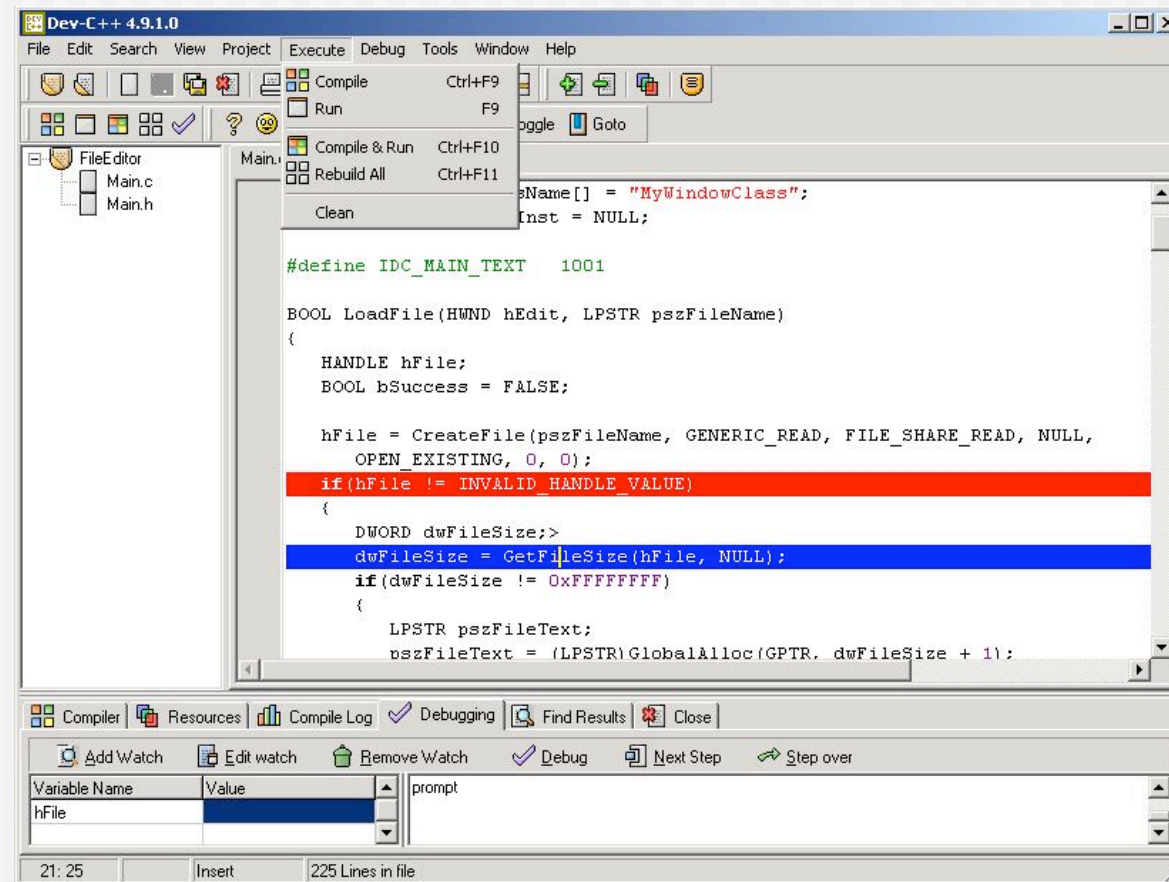 Dev-C++ 4.9.1.0
File Edit Search View Project Execute Debug Tools Window Help
Compile Ctrl+F9
Run F9
Compile & Run Ctrl+F10
Rebuild All Ctrl+F11
Clean
Goto
FileEditor
Main.c
Main.h
[] = "MyWindowClass";
= NULL;
#define IDC_MAIN_TEXT 1001
BOOL LoadFile(HWND hEdit, LPSTR pszFileName)
{
HANDLE hFile;
BOOL bSuccess = FALSE;
hFile = CreateFile(pszFileName, GENERIC_READ, FILE_SHARE_READ, NULL,
OPEN_EXISTING, 0, 0);
if(hFile != INVALID_HANDLE_VALUE)
{
DWORD dwFileSize;>
dwFileSize = GetFileSize(hFile, NULL);
if(dwFileSize != 0xFFFFFFFF)
{
LPSTR pszFileText;
pszFileText = (LPSTR)GlobalAlloc(GPTR, dwFileSize + 1);
Compiler Resources Compile Log Debugging Find Results Close
Add Watch Edit watch Remove Watch Debug Next Step Step over
Variable Name Value
hFile
prompt
21: 25 Insert 225 Lines in file